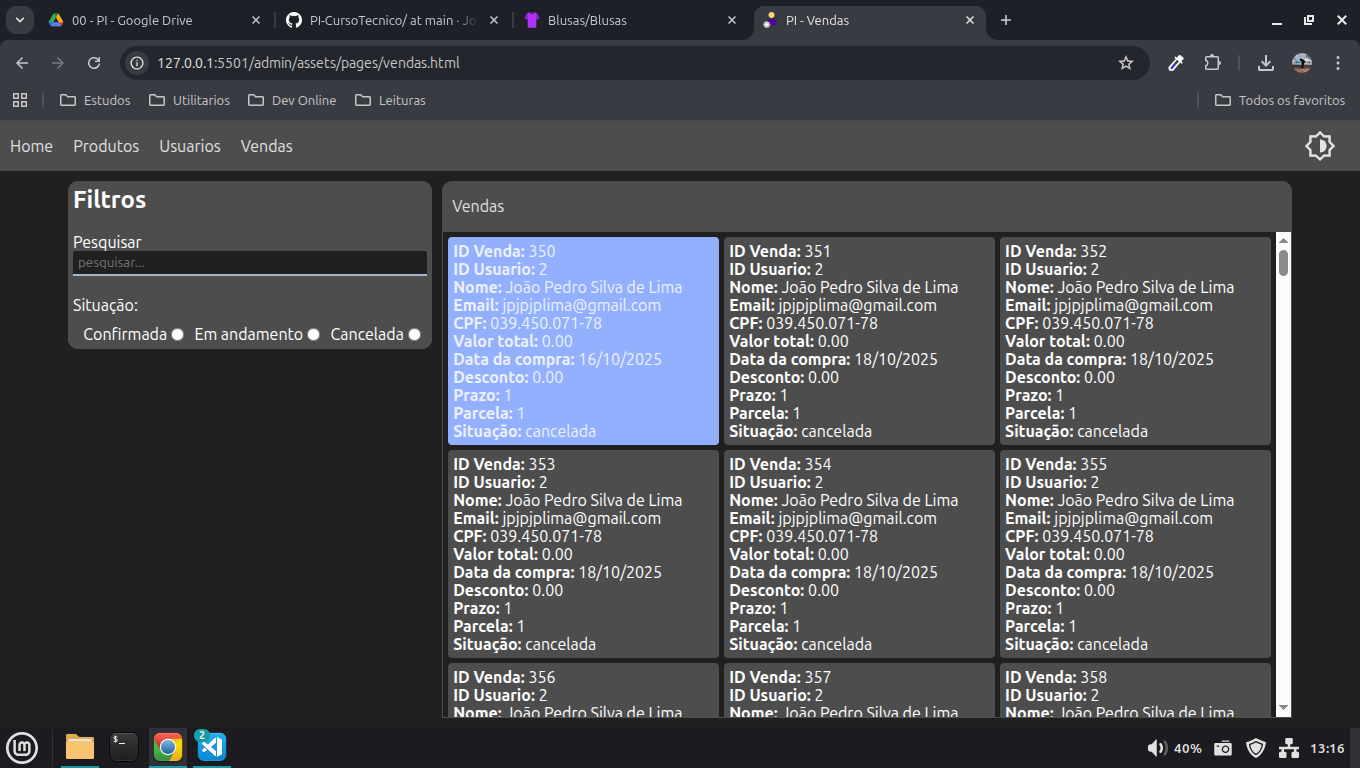 00 - PI - Google Drive
PI-CursoTecnico/ at main · Jo
Blusas/Blusas
PI - Vendas
127.0.0.1:5501/admin/assets/pages/vendas.html
Estudos
Utilitarios
Dev Online
Leituras
Todos os favoritos
Home
Produtos
Usuarios
Vendas
Filtros
Pesquisar
pesquisar...
Situação:
Confirmada
Em andamento
Cancelada
Vendas
ID Venda: 350
ID Usuario: 2
Nome: João Pedro Silva de Lima
Email: jpjpjplima@gmail.com
CPF: 039.450.071-78
Valor total: 0.00
Data da compra: 16/10/2025
Desconto: 0.00
Prazo: 1
Parcela: 1
Situação: cancelada
ID Venda: 351
ID Usuario: 2
Nome: João Pedro Silva de Lima
Email: jpjpjplima@gmail.com
CPF: 039.450.071-78
Valor total: 0.00
Data da compra: 18/10/2025
Desconto: 0.00
Prazo: 1
Parcela: 1
Situação: cancelada
ID Venda: 352
ID Usuario: 2
Nome: João Pedro Silva de Lima
Email: jpjpjplima@gmail.com
CPF: 039.450.071-78
Valor total: 0.00
Data da compra: 18/10/2025
Desconto: 0.00
Prazo: 1
Parcela: 1
Situação: cancelada
ID Venda: 353
ID Usuario: 2
Nome: João Pedro Silva de Lima
Email: jpjpjplima@gmail.com
CPF: 039.450.071-78
Valor total: 0.00
Data da compra: 18/10/2025
Desconto: 0.00
Prazo: 1
Parcela: 1
Situação: cancelada
ID Venda: 354
ID Usuario: 2
Nome: João Pedro Silva de Lima
Email: jpjpjplima@gmail.com
CPF: 039.450.071-78
Valor total: 0.00
Data da compra: 18/10/2025
Desconto: 0.00
Prazo: 1
Parcela: 1
Situação: cancelada
ID Venda: 355
ID Usuario: 2
Nome: João Pedro Silva de Lima
Email: jpjpjplima@gmail.com
CPF: 039.450.071-78
Valor total: 0.00
Data da compra: 18/10/2025
Desconto: 0.00
Prazo: 1
Parcela: 1
Situação: cancelada
ID Venda: 356
ID Usuario: 2
Nome: João Pedro Silva de Lima
ID Venda: 357
ID Usuario: 2
Nome: João Pedro Silva de Lima
ID Venda: 358
ID Usuario: 2
Nome: João Pedro Silva de Lima
2
40%
13:16